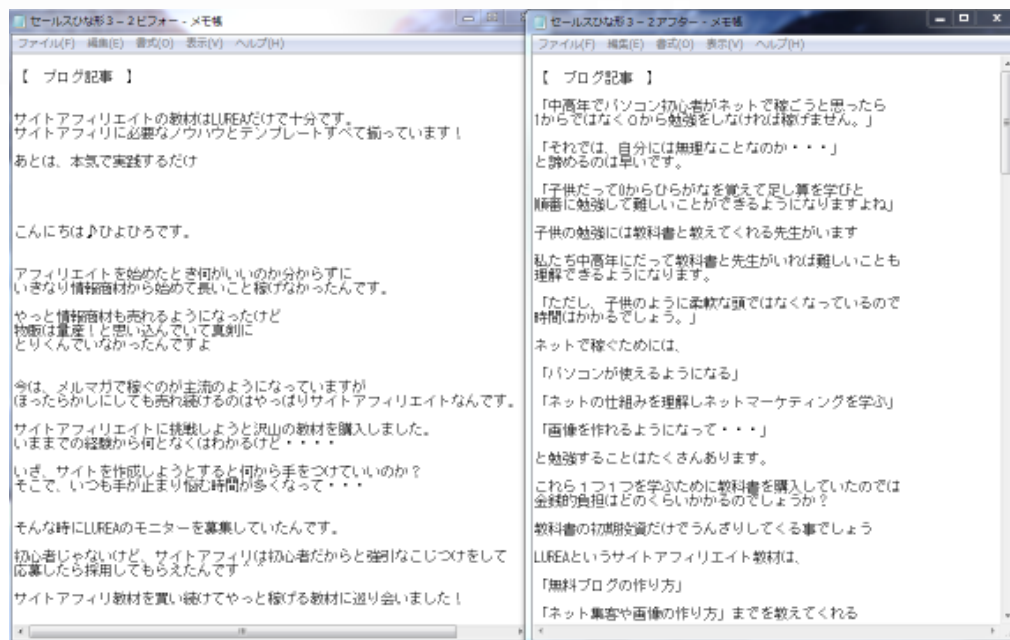 セールスひな形3-2ビフォー - メモ帳
ファイル(F) 編集(E) 書式(O) 表示(V) ヘルプ(H)
【 ブログ記事 】
サイトアフィリエイトの教材はLUREAだけで十分です。
サイトアフィリに必要なノウハウとテンプレートすべて揃っています!
あとは、本気で実践するだけ
こんにちは♪ひよひろです。
アフィリエイトを始めたとき何がいいのか分からずに
いきなり情報商材から始めて長いこと稼げなかったんです。
やっと情報商材も売れるようになったけど
物販は量産!と思い込んでいて真剣に
とりくんでいなかったんですよ
今は、メルマガで稼ぐのが主流のようになっていますが
ほったらかしにしても売れ続けるのはやっぱりサイトアフィリエイトなんです。
サイトアフィリエイトに挑戦しようと沢山の教材を購入しました。
いままでの経験から何となくはわかるけど・・・・
いざ、サイトを作成しようとすると何から手をつけていいのか?
そこで、いつも手が止まり悩む時間が多くなって・・・
そんな時にLUREAのモニターを募集していたんです。
初心者じゃないけど、サイトアフィリは初心者だからと強引なこじつけをして
応募したら採用してもらえたんです^^
サイトアフィリ教材を買い続けてやっと稼げる教材に巡り会いました!
セールスひな形3-2アフター - メモ帳
ファイル(F) 編集(E) 書式(O) 表示(V) ヘルプ(H)
【 ブログ記事 】
「中高年でパソコン初心者がネットで稼ごうと思ったら
1からではなく0から勉強をしなければ稼げません。」
「それでは、自分には無理なことなのか・・・」
と諦めるのは早いです。
「子供だって0からひらがなを覚えて足し算を学びと
順番に勉強して難しいことができるようになりますよね」
子供の勉強には教科書と教えてくれる先生がいます
私たち中高年にだって教科書と先生がいれば難しいことも
理解できるようになります。
「ただし、子供のように柔軟な頭ではなくなっているので
時間はかかるでしょう。」
ネットで稼ぐためには、
「パソコンが使えるようになる」
「ネットの仕組みを理解しネットマーケティングを学ぶ」
「画像を作れるようになって・・・」
と勉強することはたくさんあります。
これら1つ1つを学ぶために教科書を購入していたのでは
金銭的負担はどのくらいかかるのでしょうか?
教科書の初期投資だけでうんざりしてくる事でしょう
LUREAというサイトアフィリエイト教材は、
「無料ブログの作り方」
「ネット集客や画像の作り方」までを教えてくれる